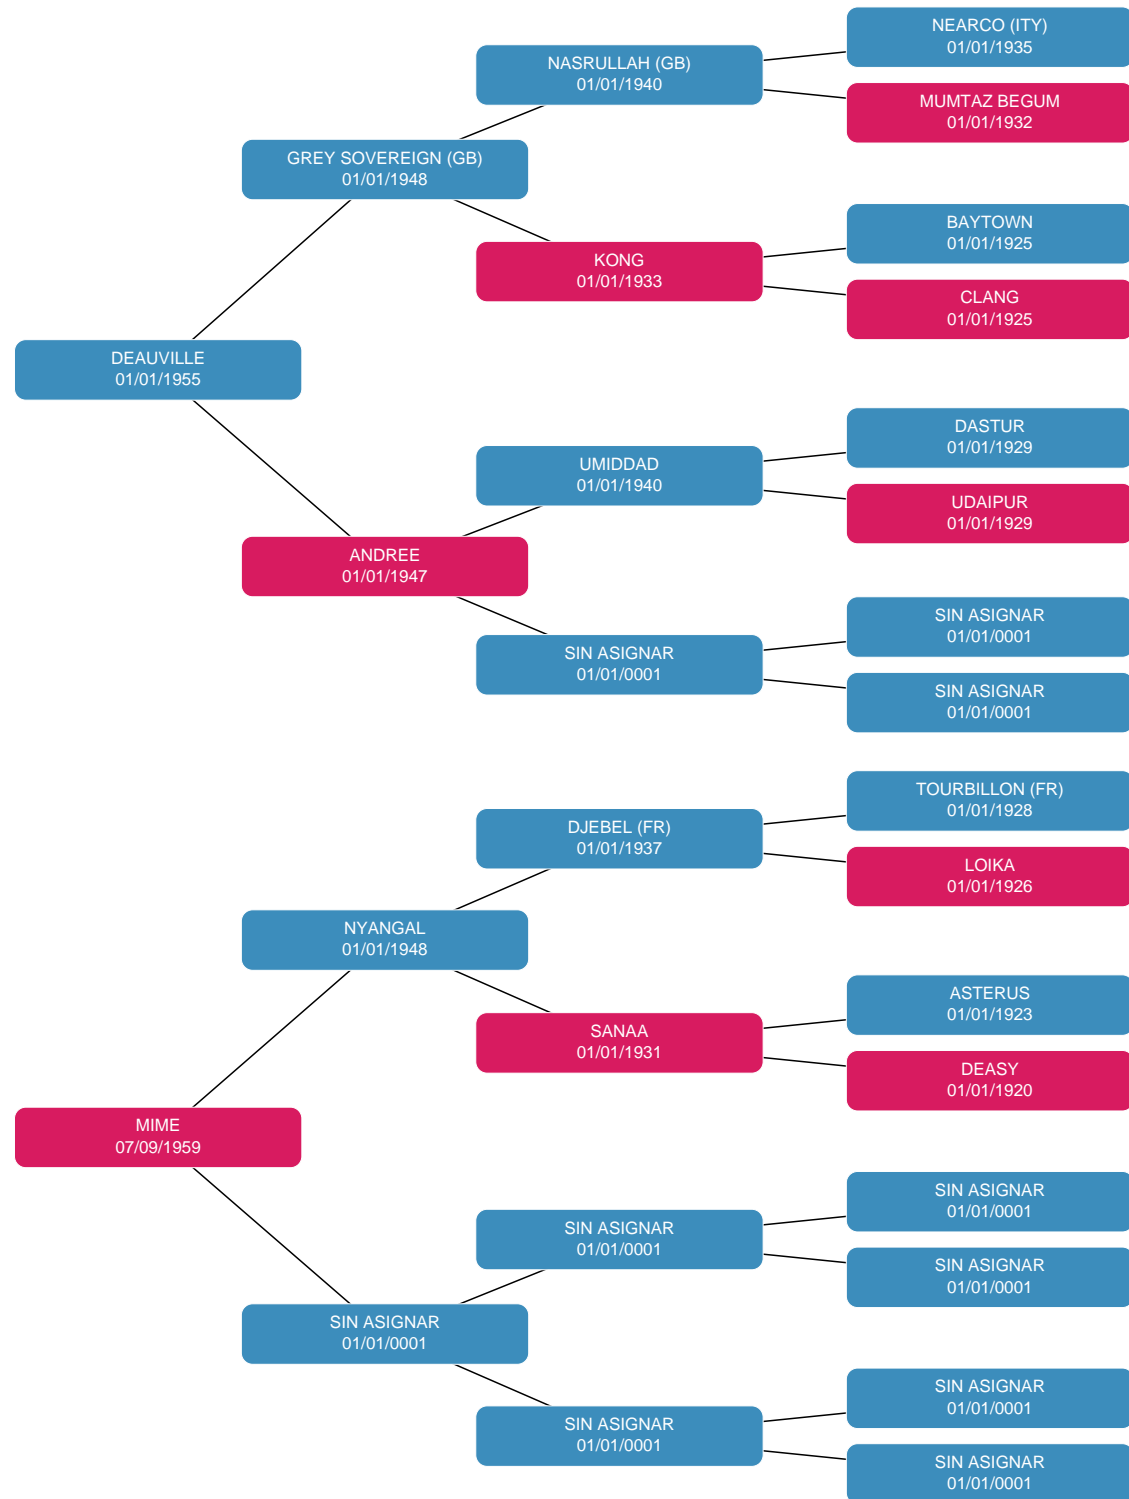 NEARCO (ITY)
01/01/1935
NASRULLAH (GB)
01/01/1940
MUMTAZ BEGUM
01/01/1932
GREY SOVEREIGN (GB)
01/01/1948
BAYTOWN
01/01/1925
KONG
01/01/1933
CLANG
01/01/1925
DEAUVILLE
01/01/1955
DASTUR
01/01/1929
UMIDDAD
01/01/1940
UDAIPUR
01/01/1929
ANDREE
01/01/1947
SIN ASIGNAR
01/01/0001
SIN ASIGNAR
01/01/0001
SIN ASIGNAR
01/01/0001
TOURBILLON (FR)
01/01/1928
DJEBEL (FR)
01/01/1937
LOIKA
01/01/1926
NYANGAL
01/01/1948
ASTERUS
01/01/1923
SANAA
01/01/1931
DEASY
01/01/1920
MIME
07/09/1959
SIN ASIGNAR
01/01/0001
SIN ASIGNAR
01/01/0001
SIN ASIGNAR
01/01/0001
SIN ASIGNAR
01/01/0001
SIN ASIGNAR
01/01/0001
SIN ASIGNAR
01/01/0001
SIN ASIGNAR
01/01/0001